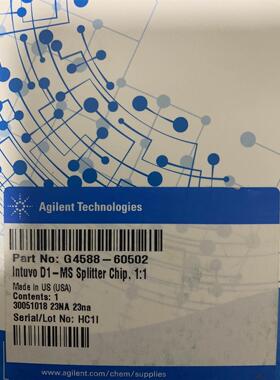 Agilent Technologies
Part No: G4588-60502
Intuvo D1-MS Splitter Chip, 1:1
Made in US (USA)
Contents: 1
30051018 23NA 23na
Serial/Lot No: HC1I
www.agilent.com/chem/supplies